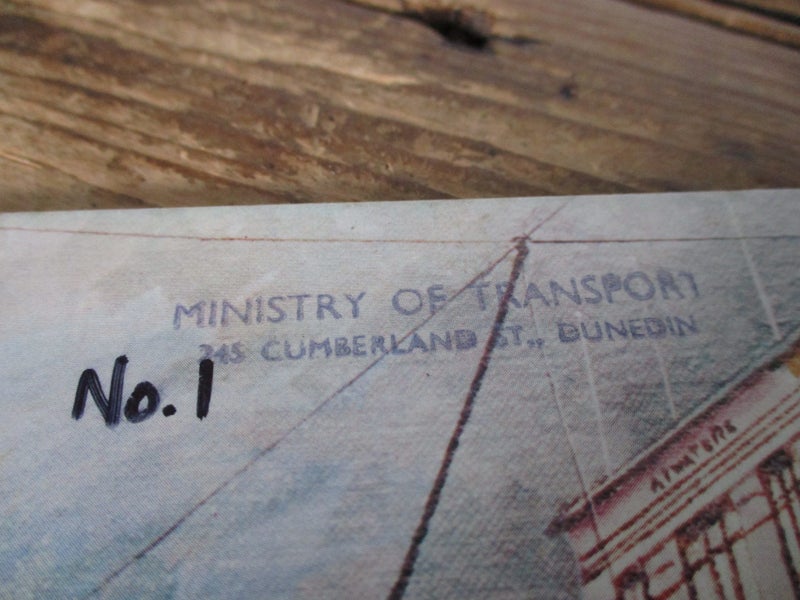 MINISTRY OF TRANSPORT
245 CUMBERLAND ST., DUNEDIN
No. 1